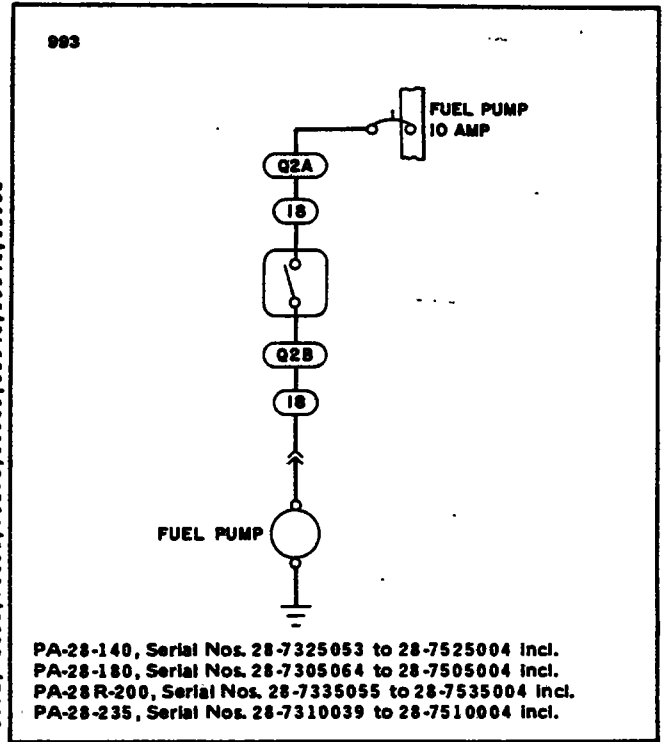 993
FUEL PUMP
10 AMP
Q2A
18
Q2B
18
FUEL PUMP
PA-28-140, Serial Nos. 28-7325053 to 28-7525004 incl.
PA-28-180, Serial Nos. 28-7305064 to 28-7505004 incl.
PA-28R-200, Serial Nos. 28-7335055 to 28-7535004 incl.
PA-28-235, Serial Nos. 28-7310039 to 28-7510004 incl.